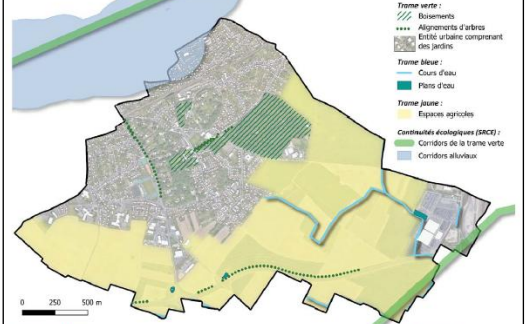 Trame verte :
Boisements
Alignements d'arbres
Entité urbaine comprenant
des jardins
Trame bleue :
Cours d'eau
Plans d'eau
Trame jaune :
Espaces agricoles
Continuités écologiques (SRCE) :
Corridors de la trame verte
Corridors alluviaux
0 250 500 m